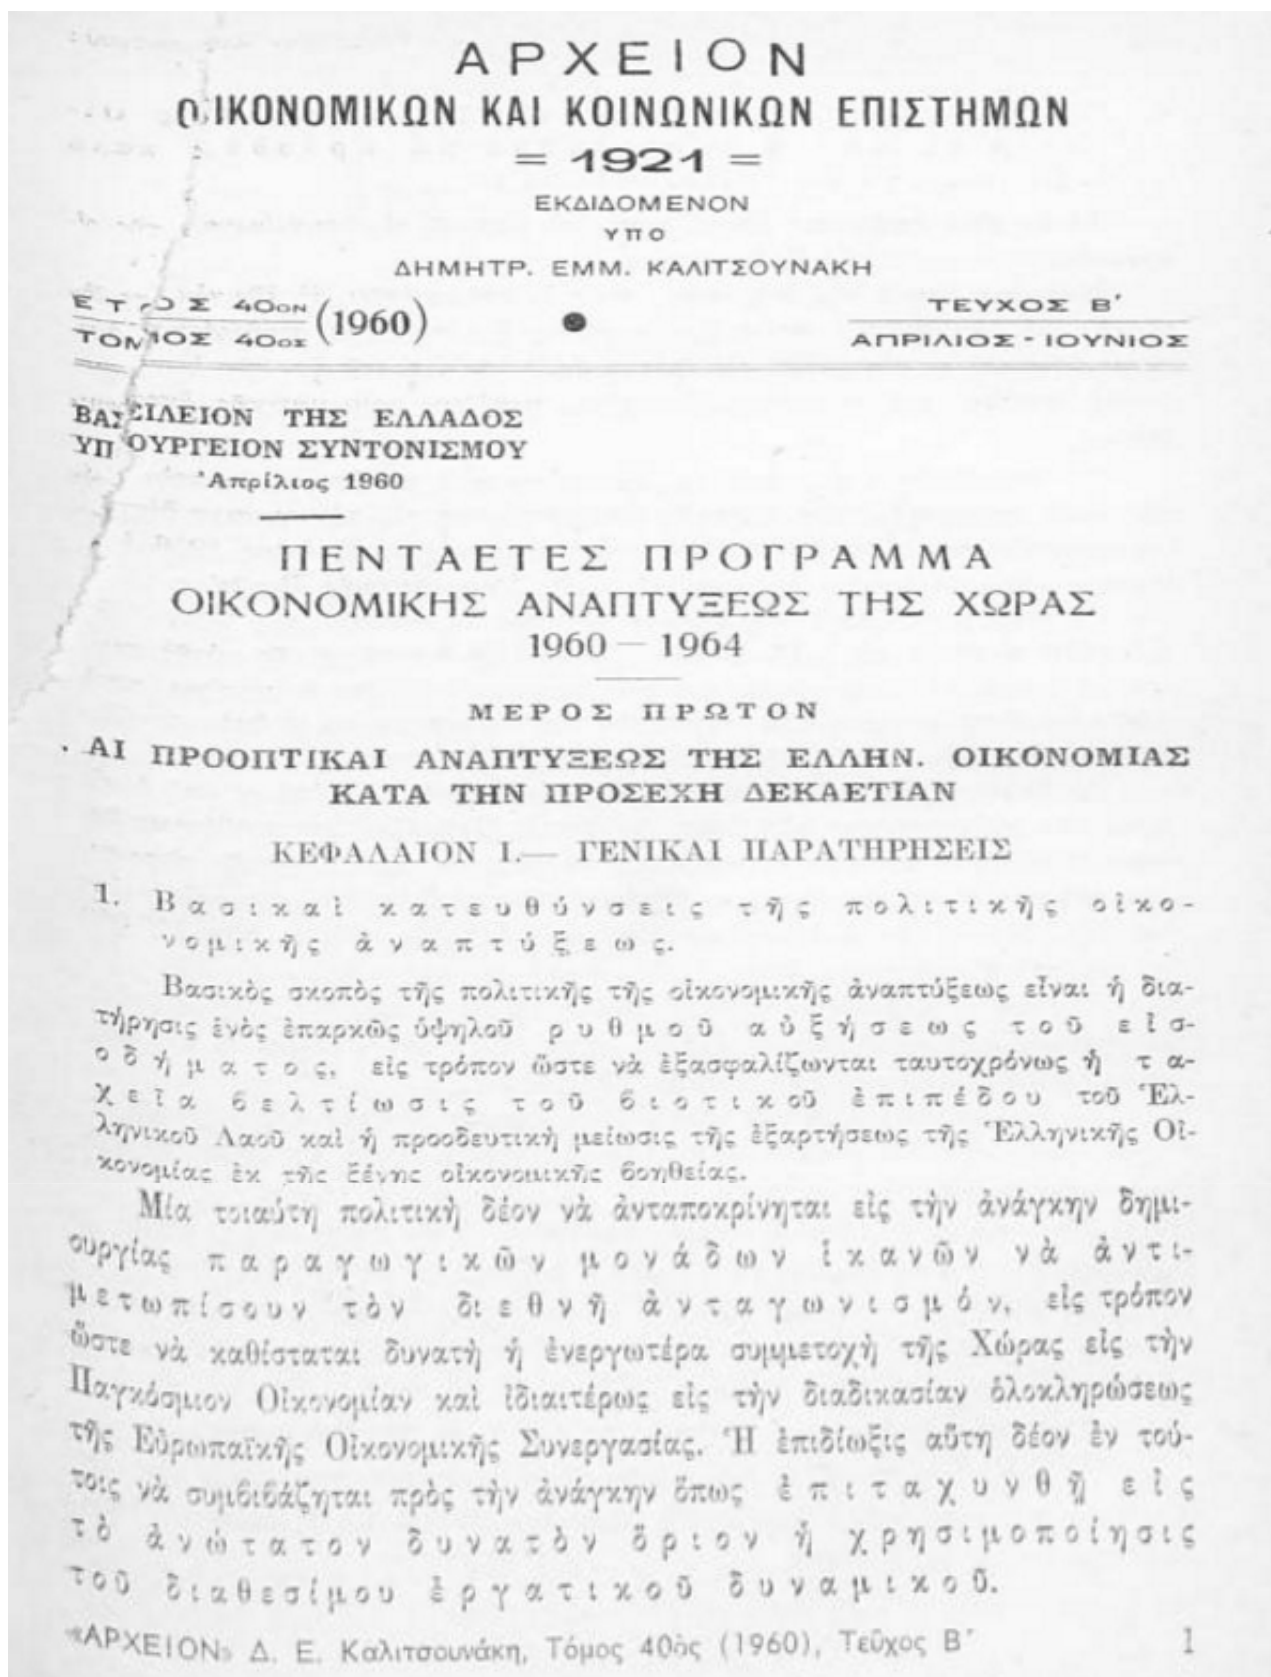 ΑΡΧΕΙΟΝ
ΟΙΚΟΝΟΜΙΚΩΝ ΚΑΙ ΚΟΙΝΩΝΙΚΩΝ ΕΠΙΣΤΗΜΩΝ
= 1921 =
ΕΚΔΙΔΟΜΕΝΟΝ
ΥΠΟ
ΔΗΜΗΤΡ. ΕΜΜ. ΚΑΛΙΤΣΟΥΝΑΚΗ
ΕΤΟΣ 40ΟΝ
ΤΟΜΟΣ 40ΟΣ (1960)
ΤΕΥΧΟΣ Β΄
ΑΠΡΙΛΙΟΣ - ΙΟΥΝΙΟΣ
ΒΑΣΙΛΕΙΟΝ ΤΗΣ ΕΛΛΑΔΟΣ
ΥΠΟΥΡΓΕΙΟΝ ΣΥΝΤΟΝΙΣΜΟΥ
Ἀπρίλιος 1960
ΠΕΝΤΑΕΤΕΣ ΠΡΟΓΡΑΜΜΑ
ΟΙΚΟΝΟΜΙΚΗΣ ΑΝΑΠΤΥΞΕΩΣ ΤΗΣ ΧΩΡΑΣ
1960 — 1964
ΜΕΡΟΣ ΠΡΩΤΟΝ
ΑΙ ΠΡΟΟΠΤΙΚΑΙ ΑΝΑΠΤΥΞΕΩΣ ΤΗΣ ΕΛΛΗΝ. ΟΙΚΟΝΟΜΙΑΣ
ΚΑΤΑ ΤΗΝ ΠΡΟΣΕΧΗ ΔΕΚΑΕΤΙΑΝ
ΚΕΦΑΛΑΙΟΝ Ι.— ΓΕΝΙΚΑΙ ΠΑΡΑΤΗΡΗΣΕΙΣ
1. Βασικαὶ κατευθύνσεις τῆς πολιτικῆς οἰκο-
νομικῆς ἀναπτύξεως.
Βασικὸς σκοπὸς τῆς πολιτικῆς τῆς οἰκονομικῆς ἀναπτύξεως εἶναι ἡ δια-
τήρησις ἑνὸς ἐπαρκῶς ὑψηλοῦ ρυθμοῦ αὐξήσεως τοῦ εἰσ-
οδήματος, εἰς τρόπον ὥστε νὰ ἐξασφαλίζωνται ταυτοχρόνως ἡ τα-
χεῖα βελτίωσις τοῦ βιοτικοῦ ἐπιπέδου τοῦ Ἑλ-
ληνικοῦ Λαοῦ καὶ ἡ προοδευτικὴ μείωσις τῆς ἐξαρτήσεως τῆς Ἑλληνικῆς Οἰ-
κονομίας ἐκ τῆς ξένης οἰκονομικῆς βοηθείας.
Μία τοιαύτη πολιτικὴ δέον νὰ ἀνταποκρίνηται εἰς τὴν ἀνάγκην δημι-
ουργίας παραγωγικῶν μονάδων ἱκανῶν νὰ ἀντι-
μετωπίσουν τὸν διεθνῆ ἀνταγωνισμόν, εἰς τρόπον
ὥστε νὰ καθίσταται δυνατὴ ἡ ἐνεργωτέρα συμμετοχὴ τῆς Χώρας εἰς τὴν
Παγκόσμιον Οἰκονομίαν καὶ ἰδιαιτέρως εἰς τὴν διαδικασίαν ὁλοκληρώσεως
τῆς Εὐρωπαϊκῆς Οἰκονομικῆς Συνεργασίας. Ἡ ἐπιδίωξις αὕτη δέον ἐν τού-
τοις νὰ συμβιβάζηται πρὸς τὴν ἀνάγκην ὅπως ἐπιταχυνθῇ εἰς
τὸ ἀνώτατον δυνατὸν ὅριον ἡ χρησιμοποίησις
τοῦ διαθεσίμου ἐργατικοῦ δυναμικοῦ.
«ΑΡΧΕΙΟΝ» Δ. Ε. Καλιτσουνάκη, Τόμος 40ὸς (1960), Τεῦχος Β΄ 1